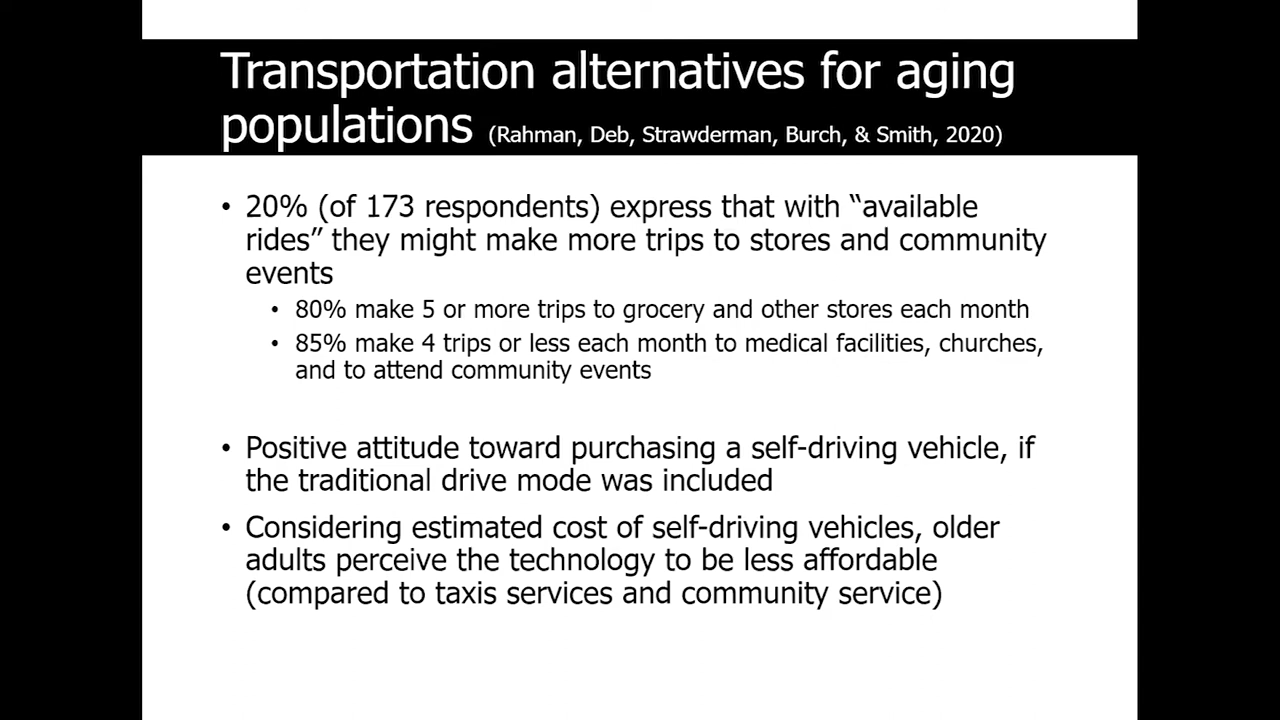 Transportation alternatives for aging
populations (Rahman, Deb, Strawderman, Burch, & Smith, 2020)
• 20% (of 173 respondents) express that with “available
rides” they might make more trips to stores and community
events
• 80% make 5 or more trips to grocery and other stores each month
• 85% make 4 trips or less each month to medical facilities, churches,
and to attend community events
• Positive attitude toward purchasing a self-driving vehicle, if
the traditional drive mode was included
• Considering estimated cost of self-driving vehicles, older
adults perceive the technology to be less affordable
(compared to taxis services and community service)